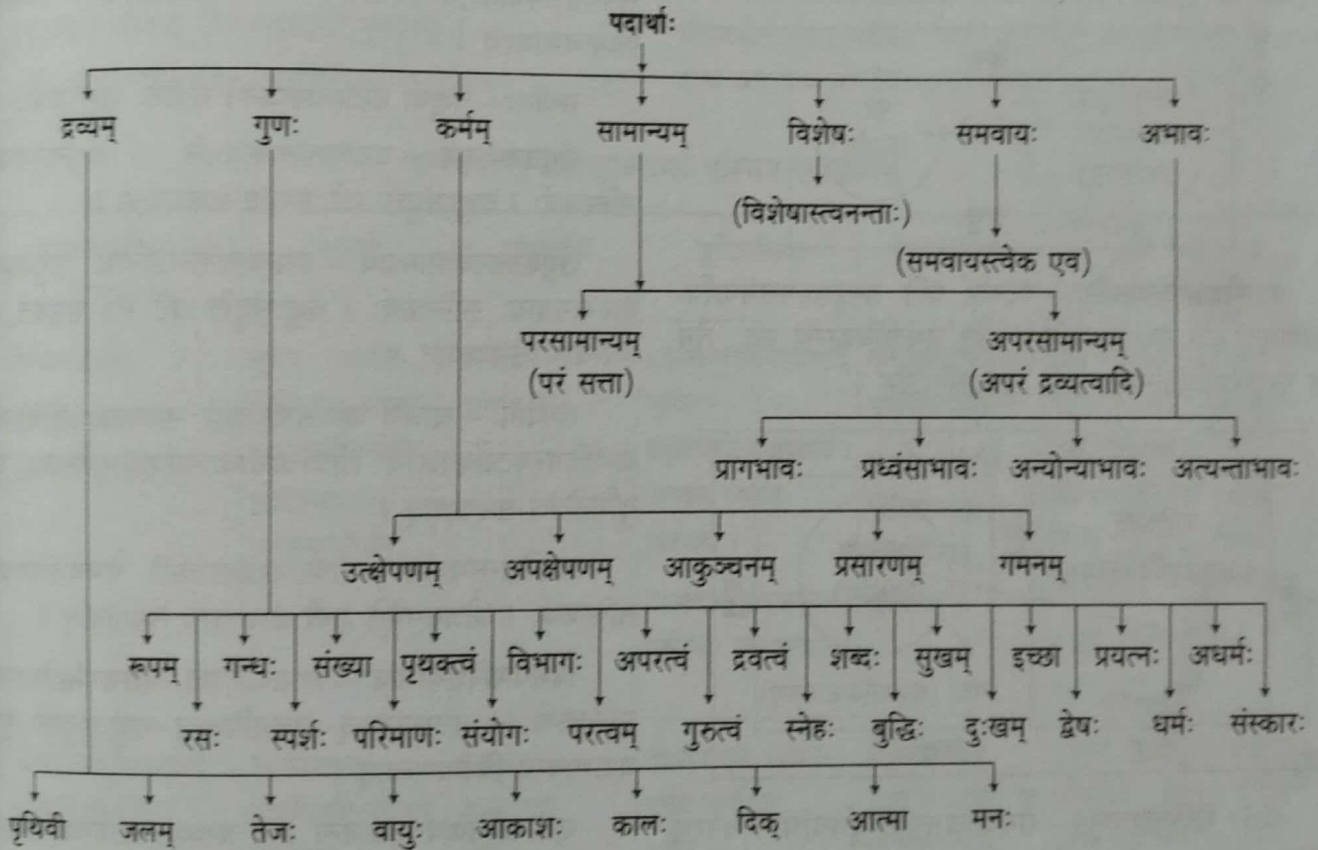 पदार्थाः
द्रव्यम् गुणः कर्मम् सामान्यम् विशेषः समवायः अभावः
(विशेषास्त्वनन्ताः)
(समवायस्त्वेक एव)
परसामान्यम् अपरसामान्यम्
(परं सत्ता) (अपरं द्रव्यत्वादि)
प्रागभावः प्रध्वंसाभावः अन्योन्याभावः अत्यन्ताभावः
उत्क्षेपणम् अपक्षेपणम् आकुञ्चनम् प्रसारणम् गमनम्
रूपम् गन्धः संख्या पृथक्त्वं विभागः अपरत्वं द्रवत्वं शब्दः सुखम् इच्छा प्रयत्नः अधर्मः
रसः स्पर्शः परिमाणः संयोगः परत्वम् गुरुत्वं स्नेहः बुद्धिः दुःखम् द्वेषः धर्मः संस्कारः
पृथिवी जलम् तेजः वायुः आकाशः कालः दिक् आत्मा मनः